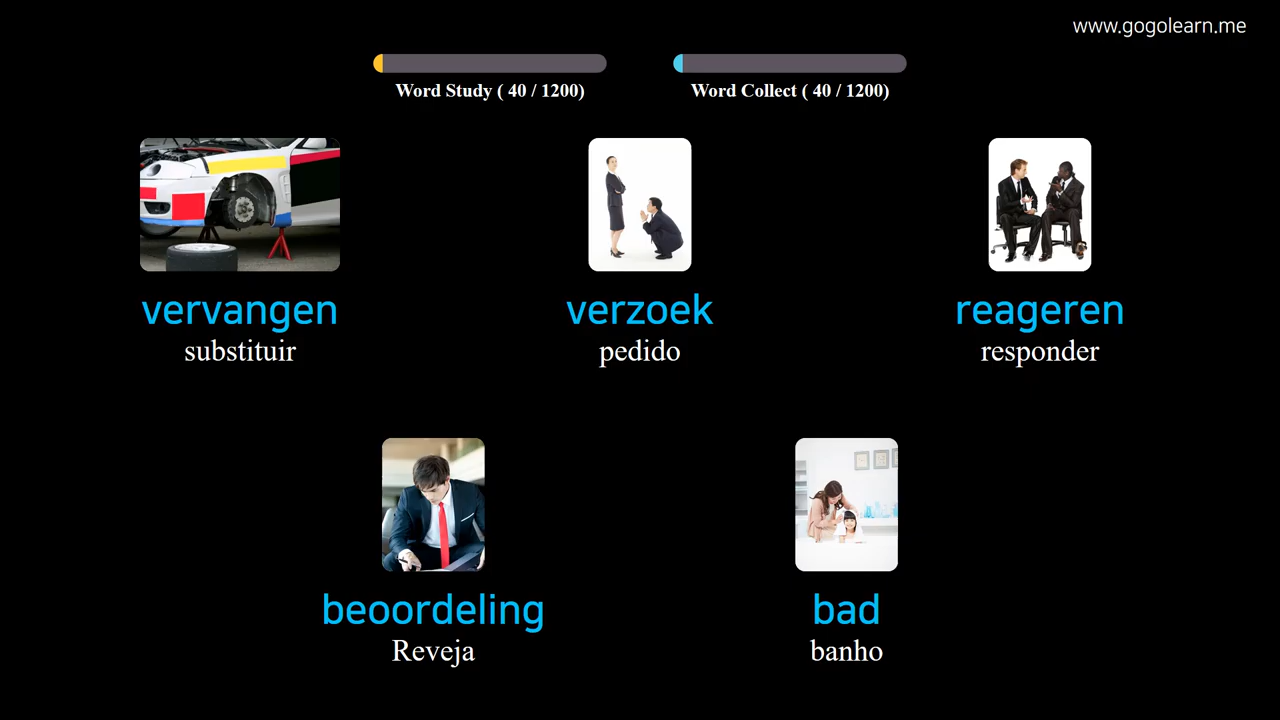 www.gogolearn.me
Word Study ( 40 / 1200)
Word Collect ( 40 / 1200)
vervangen
substituir
verzoek
pedido
reageren
responder
beoordeling
Reveja
bad
banho